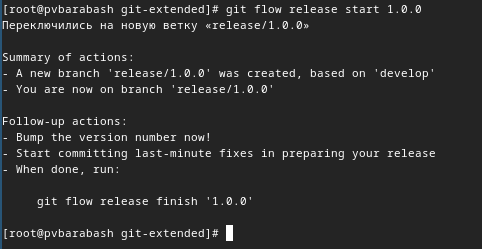 [root@pvbarabash git-extended]# git flow release start 1.0.0
Переключились на новую ветку «release/1.0.0»
Summary of actions:
- A new branch 'release/1.0.0' was created, based on 'develop'
- You are now on branch 'release/1.0.0'
Follow-up actions:
- Bump the version number now!
- Start committing last-minute fixes in preparing your release
- When done, run:
git flow release finish '1.0.0'
[root@pvbarabash git-extended]#